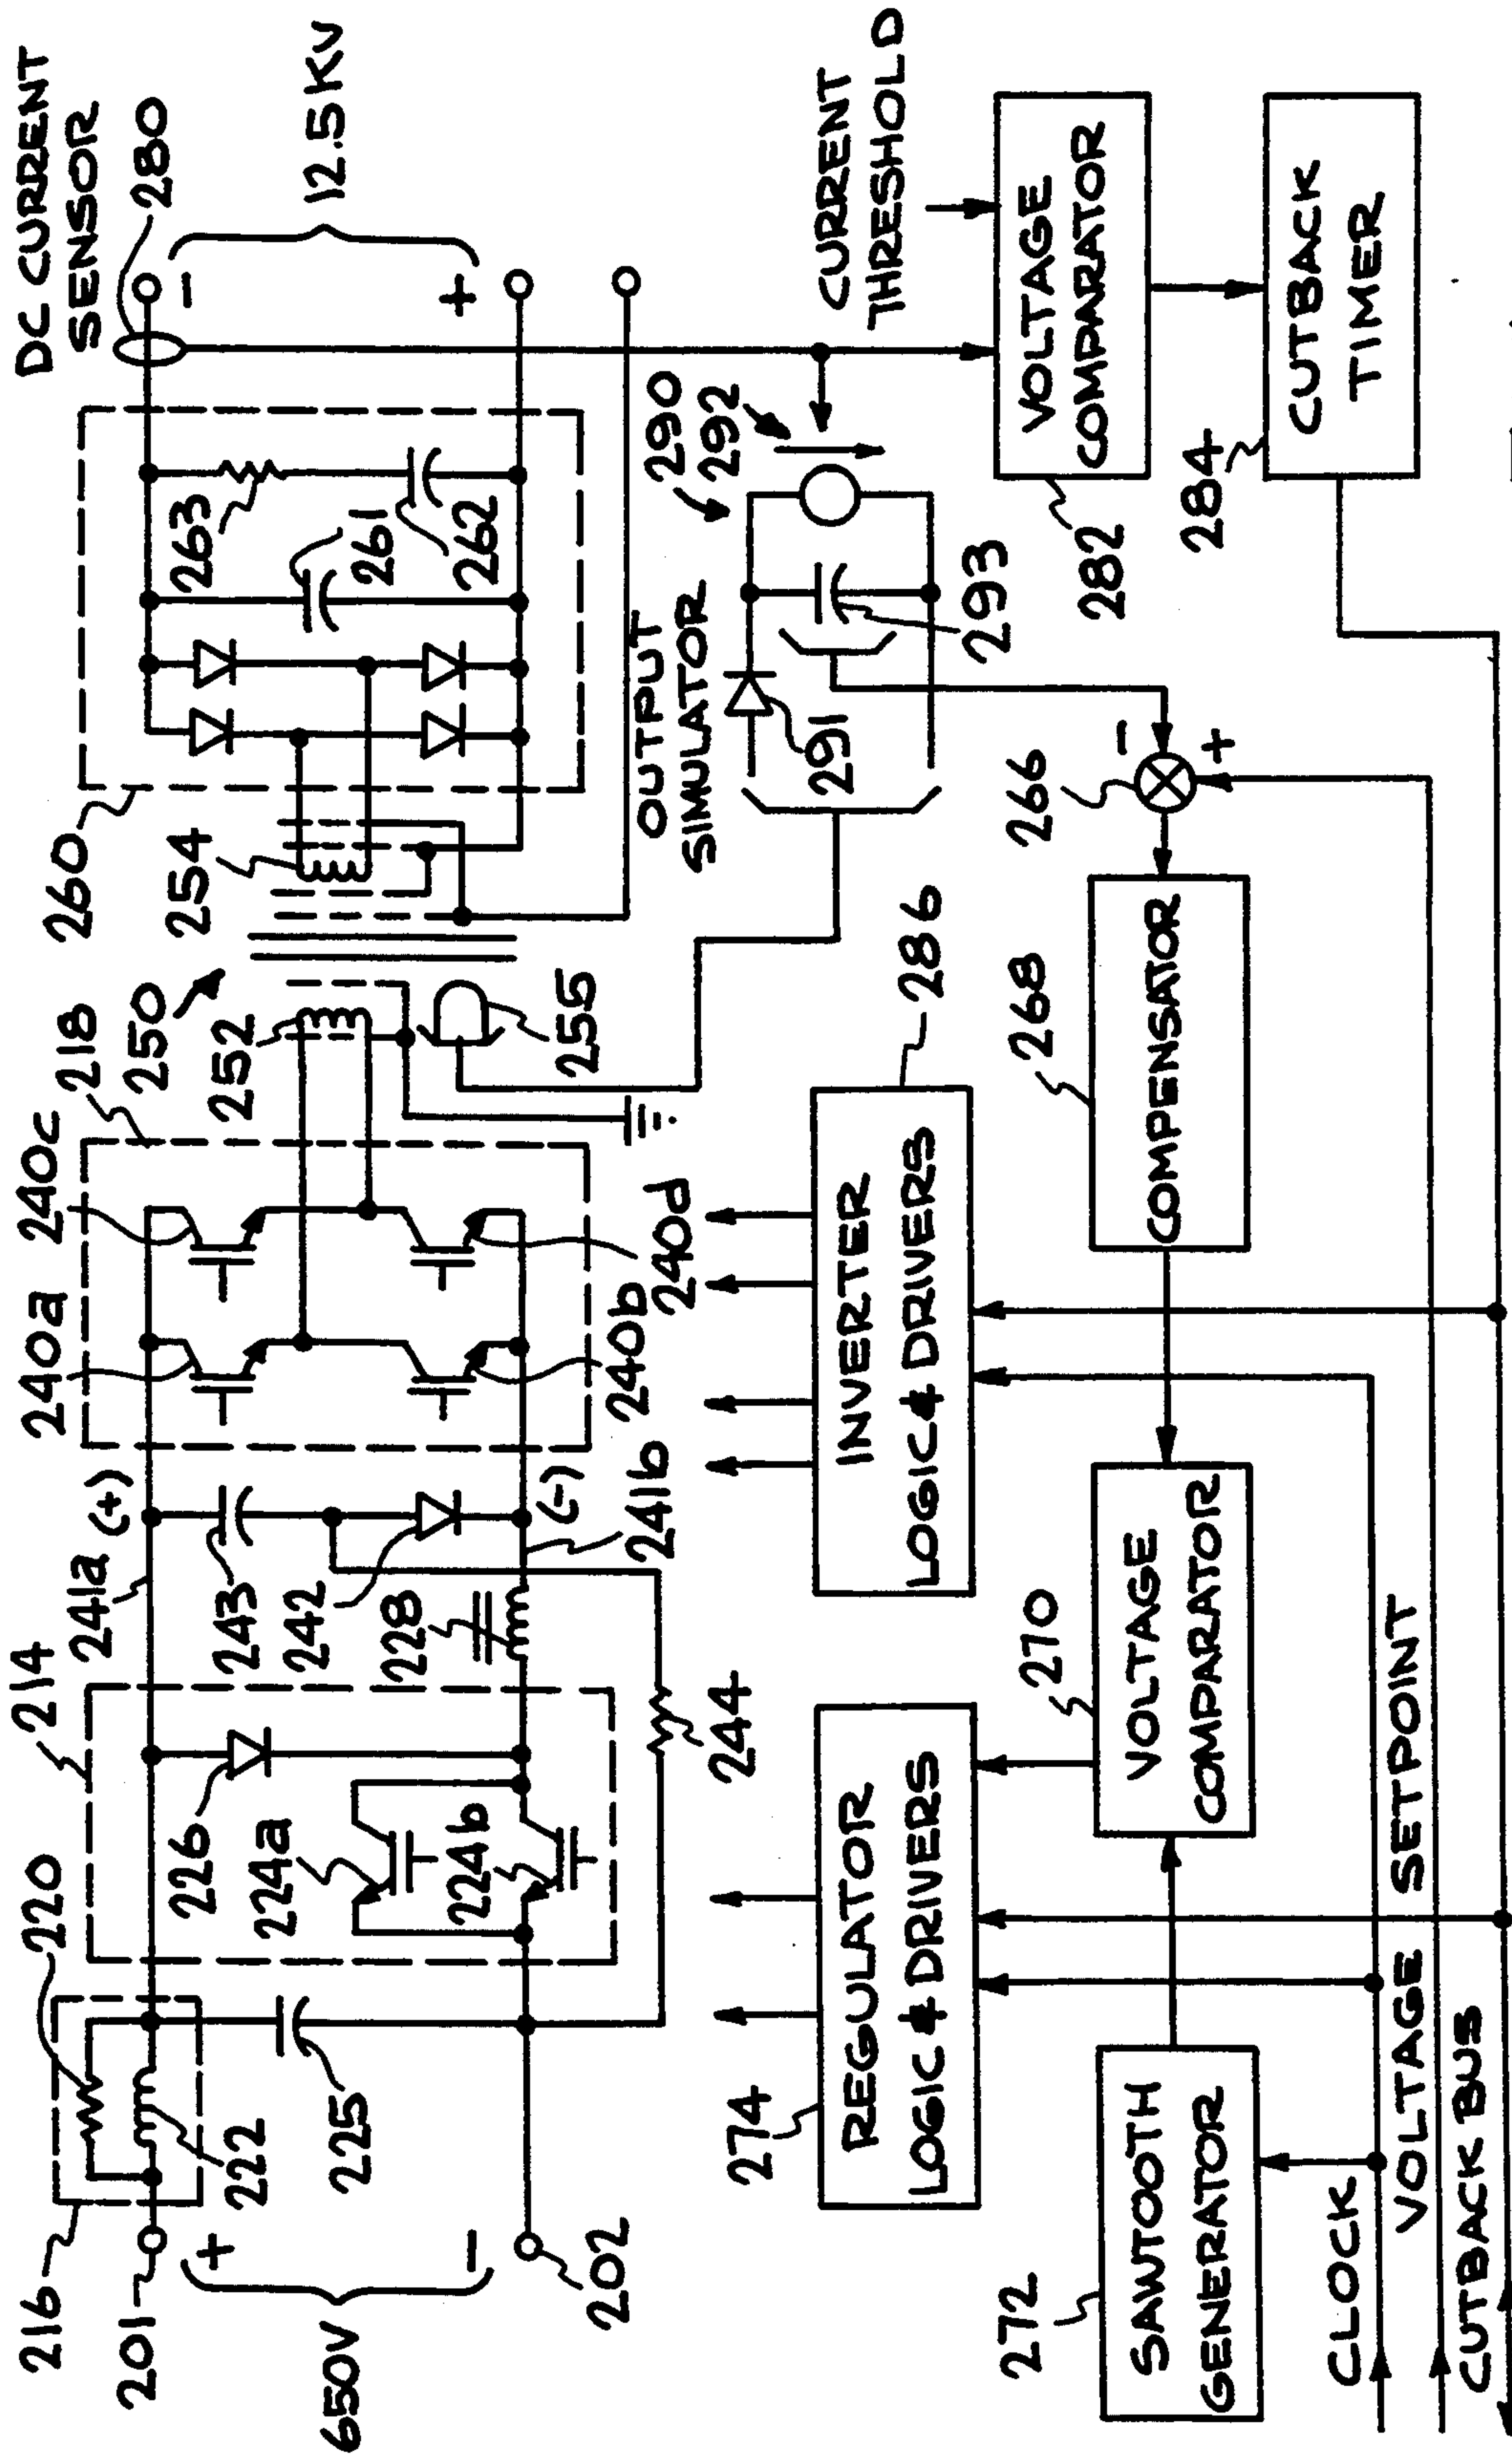 DC CURRENT
SENSOR
280
12.5KV
-
+
216
220
214
241a (+)
240a
240c
218
250
260
201
222
226
243
252
254
263
650V
+
-
225
224a
242
261
224b
228
262
202
(-)
241b
240b
240d
255
OUTPUT
SIMULATOR
290
292
244
291
293
CURRENT
THRESHOLD
274
REGULATOR
LOGIC & DRIVERS
INVERTER
LOGIC & DRIVERS
286
282
VOLTAGE
COMPARATOR
272
SAWTOOTH
GENERATOR
270
VOLTAGE
COMPARATOR
268
COMPENSATOR
266
-
+
284
CUTBACK
TIMER
CLOCK
VOLTAGE SETPOINT
CUTBACK BUS